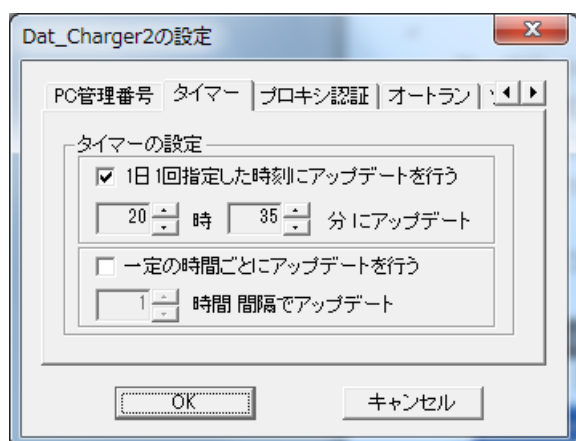 Dat_Charger2の設定
PC管理番号 タイマー プロキシ認証 オートラン
タイマーの設定
1日1回指定した時刻にアップデートを行う
20 時 35 分にアップデート
一定の時間ごとにアップデートを行う
1 時間 間隔でアップデート
OK キャンセル